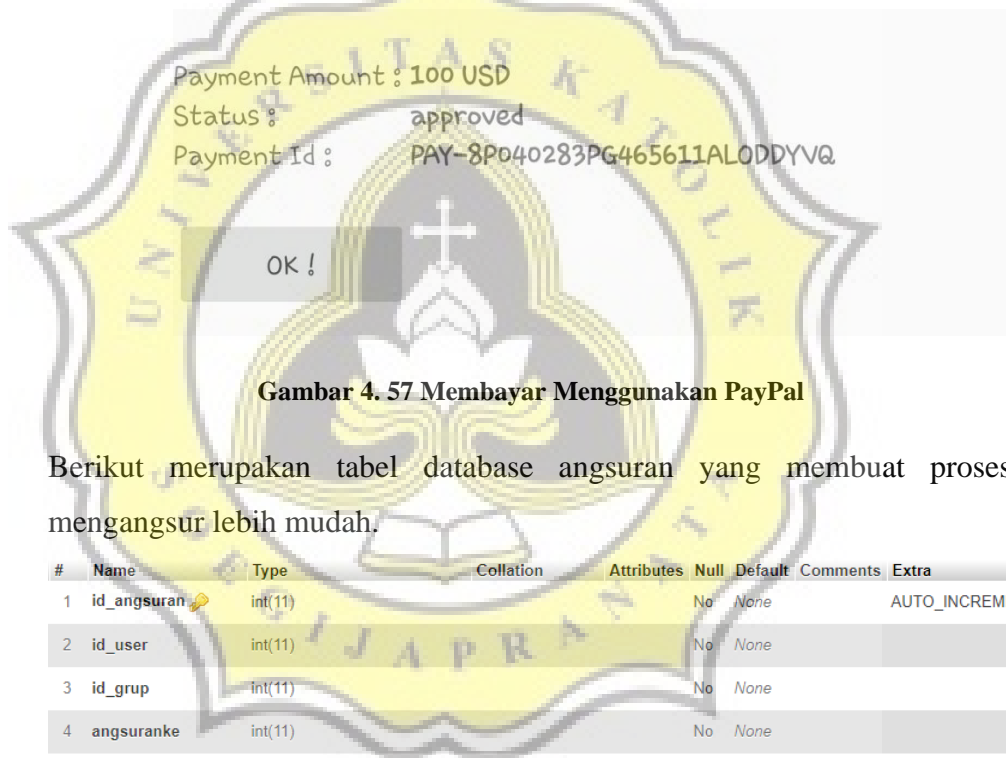 Payment Amount : 100 USD
Status : approved
Payment Id : PAY-8P040283PG465611ALODDYVQ
OK !
Gambar 4. 57 Membayar Menggunakan PayPal
Berikut merupakan tabel database angsuran yang membuat proses
mengangsur lebih mudah.
# Name Type Collation Attributes Null Default Comments Extra
1 id_angsuran int(11) No None AUTO_INCREM
2 id_user int(11) No None
3 id_grup int(11) No None
4 angsuranke int(11) No None
UNIVERSITAS KATOLIK
SOEGIJAPRANATA